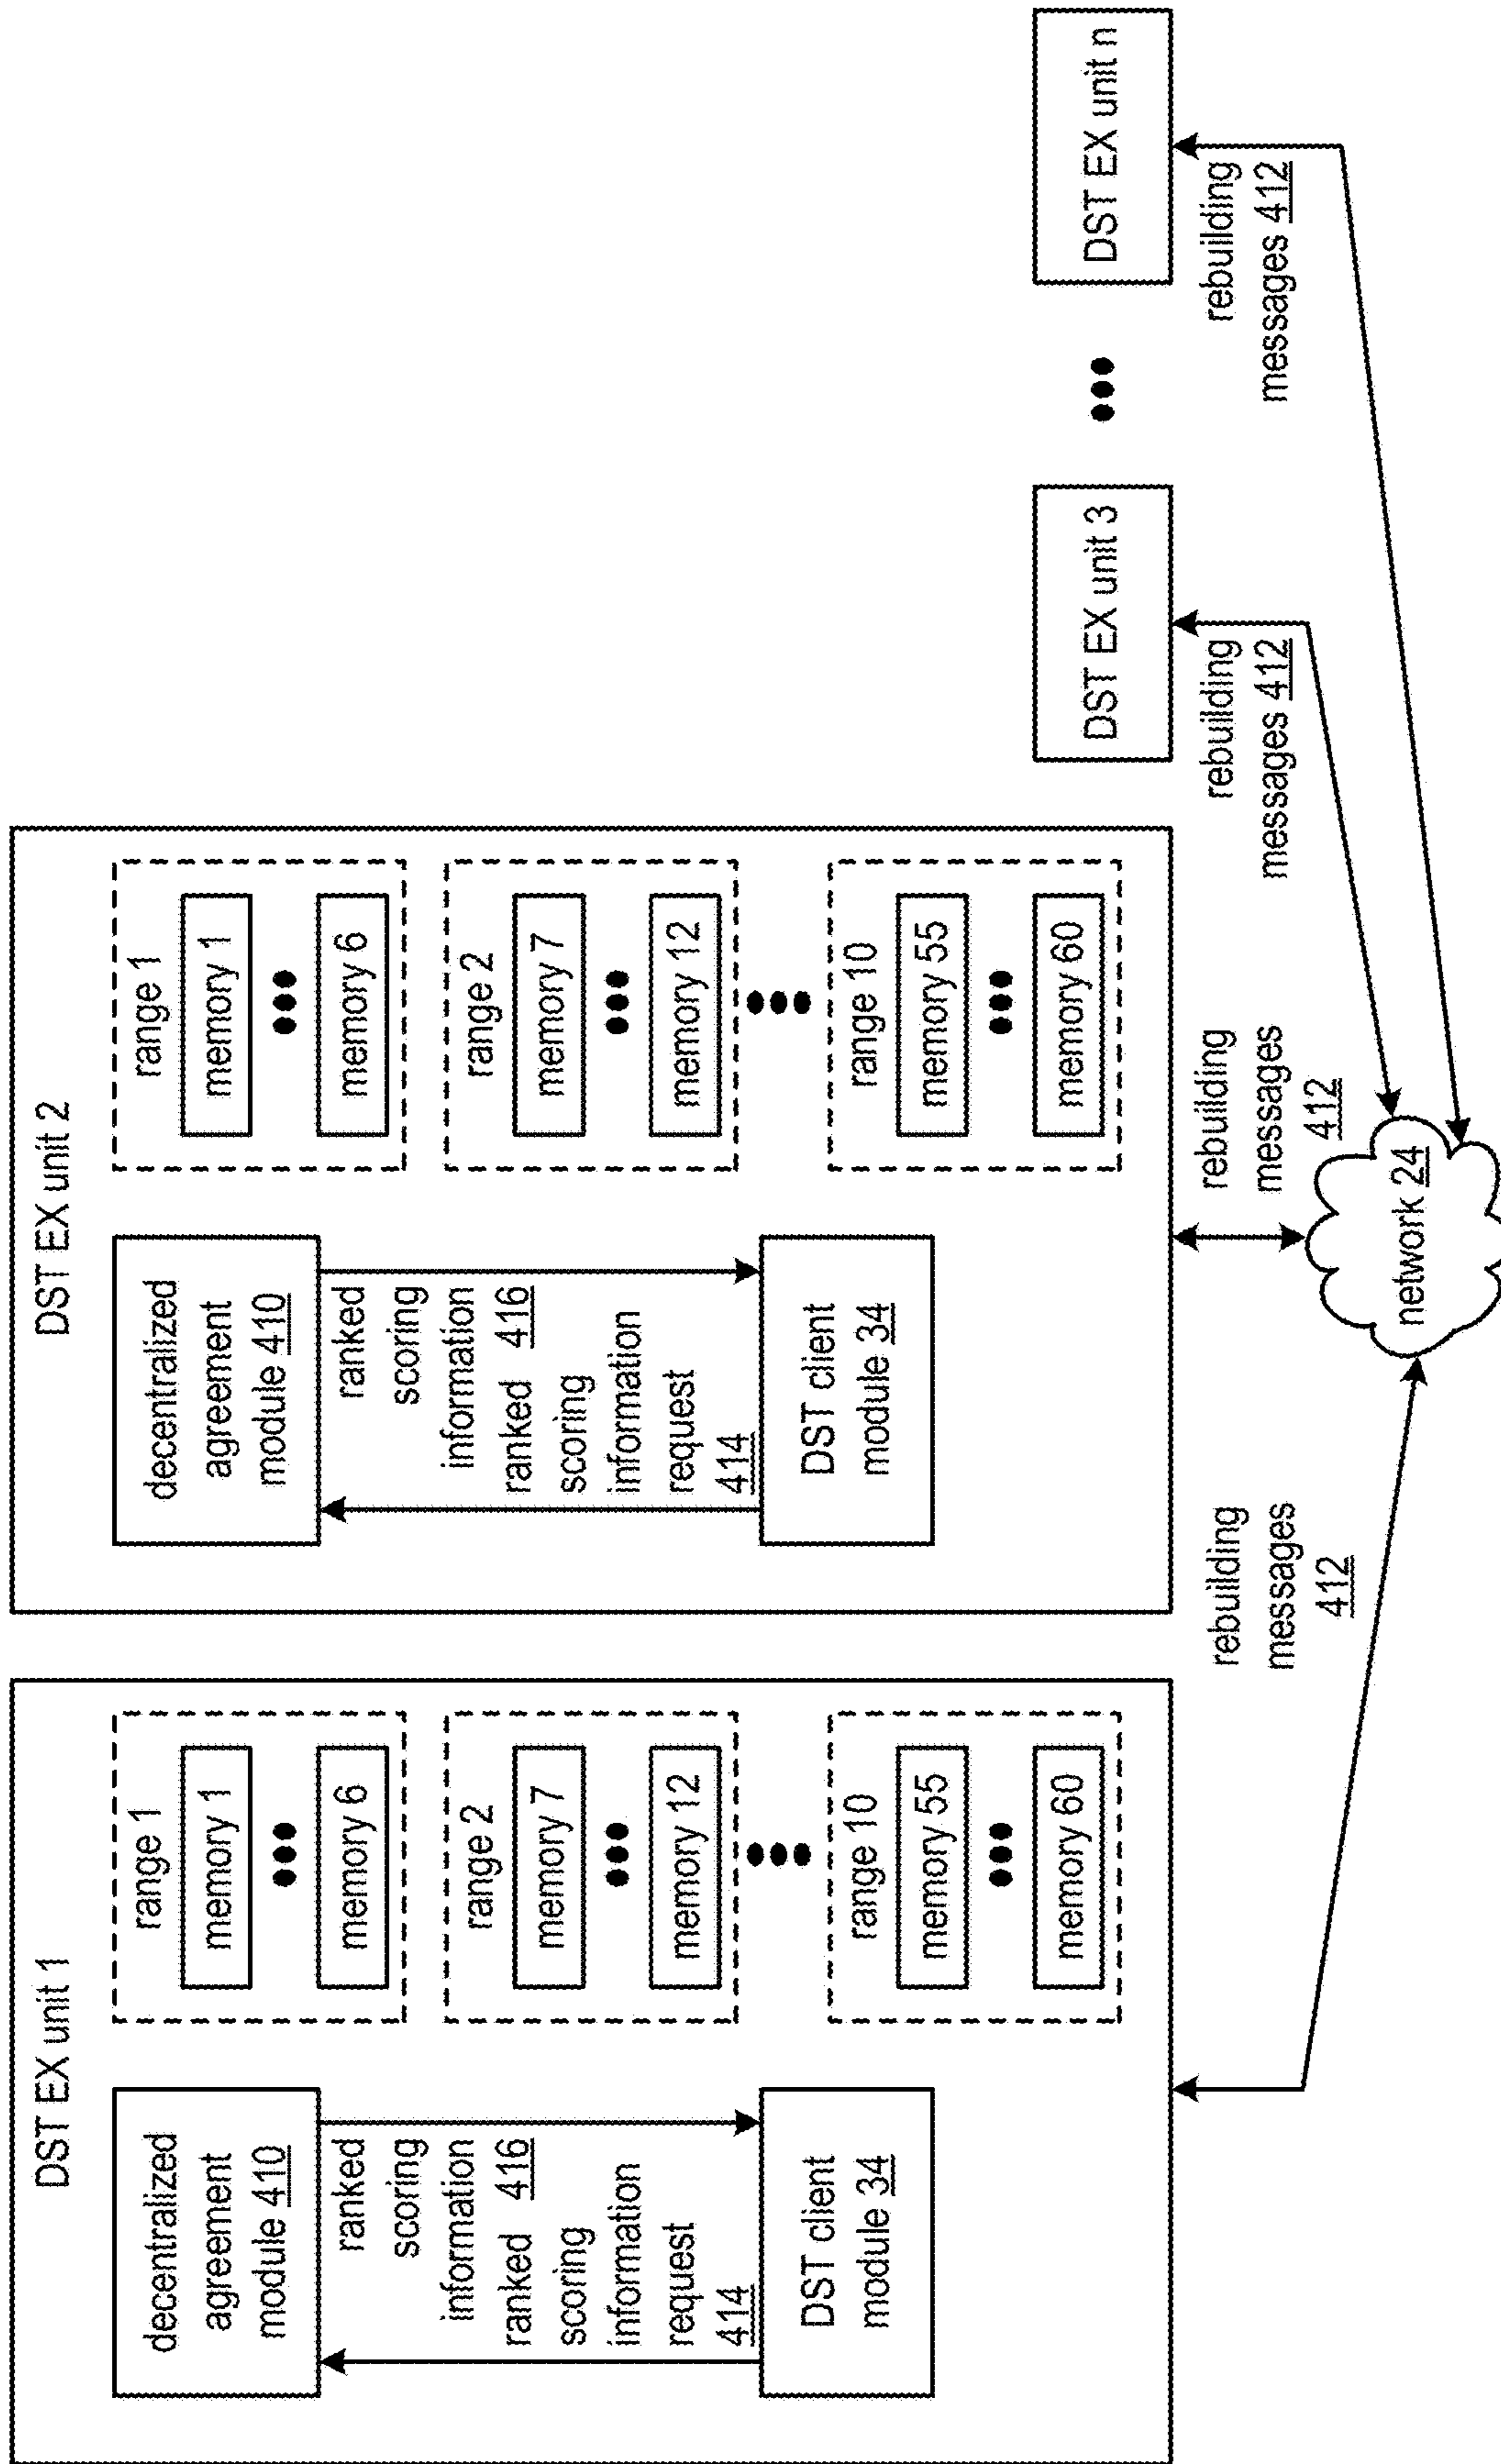 DST EX unit 1
decentralized
agreement
module 410
ranked
scoring
information
416
ranked
scoring
information
request
414
DST client
module 34
range 1
memory 1
memory 6
range 2
memory 7
memory 12
range 10
memory 55
memory 60
DST EX unit 2
decentralized
agreement
module 410
ranked
scoring
information
416
ranked
scoring
information
request
414
DST client
module 34
range 1
memory 1
memory 6
range 2
memory 7
memory 12
range 10
memory 55
memory 60
DST EX unit 3
DST EX unit n
rebuilding
messages
412
rebuilding
messages
412
rebuilding
messages 412
rebuilding
messages 412
network 24